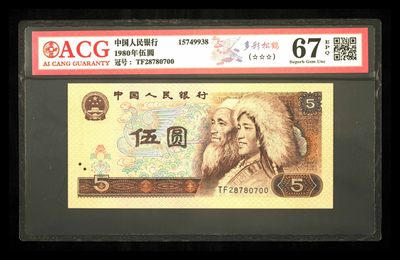 ACG
AI CANG GUARANTY
中国人民银行
1980年伍圆
冠号：TF28780700
15749938
多彩松鹤
(☆☆☆)
67 EPQ
Superb Gem Unc
中国人民银行
5
伍圆
5
TF28780700
5